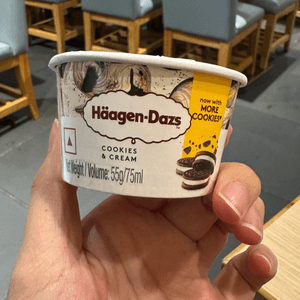 now with
MORE
COOKIES*
Häagen-Dazs
COOKIES
& CREAM
Net Weight / Volume: 55g/75ml